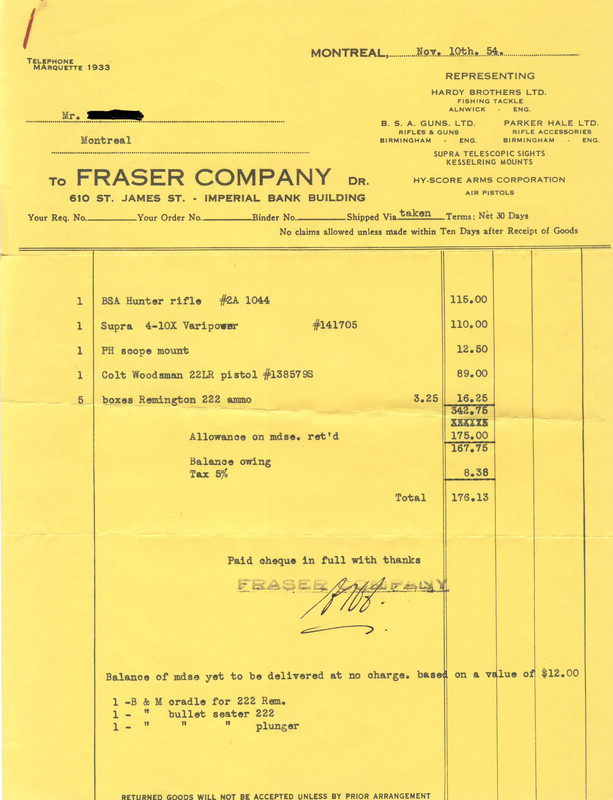 MONTREAL, Nov. 10th. 54.
TELEPHONE
MARQUETTE 1933
REPRESENTING
HARDY BROTHERS LTD.
FISHING TACKLE
ALNWICK - ENG.
Mr.
B. S. A. GUNS. LTD. PARKER HALE LTD.
RIFLES & GUNS RIFLE ACCESSORIES
BIRMINGHAM - ENG. BIRMINGHAM - ENG.
Montreal
SUPRA TELESCOPIC SIGHTS
KESSELRING MOUNTS
TO FRASER COMPANY DR.
HY-SCORE ARMS CORPORATION
AIR PISTOLS
610 ST. JAMES ST. - IMPERIAL BANK BUILDING
Your Req. No. Your Order No. Binder No. Shipped Via taken Terms: Net 30 Days
No claims allowed unless made within Ten Days after Receipt of Goods
1 BSA Hunter rifle #2A 1044 115.00
1 Supra 4-10X Varipower #141705 110.00
1 PH scope mount 12.50
1 Colt Woodsman 22LR pistol #138579S 89.00
5 boxes Remington 222 ammo 3.25 16.25
342.75
XXXXXX
Allowance on mdse. ret'd 175.00
167.75
Balance owing
Tax 5% 8.38
Total 176.13
Paid cheque in full with thanks
FRASER COMPANY
Balance of mdse yet to be delivered at no charge. based on a value of $12.00
1 -B & M cradle for 222 Rem.
1 - " bullet seater 222
1 - " " " plunger
RETURNED GOODS WILL NOT BE ACCEPTED UNLESS BY PRIOR ARRANGEMENT